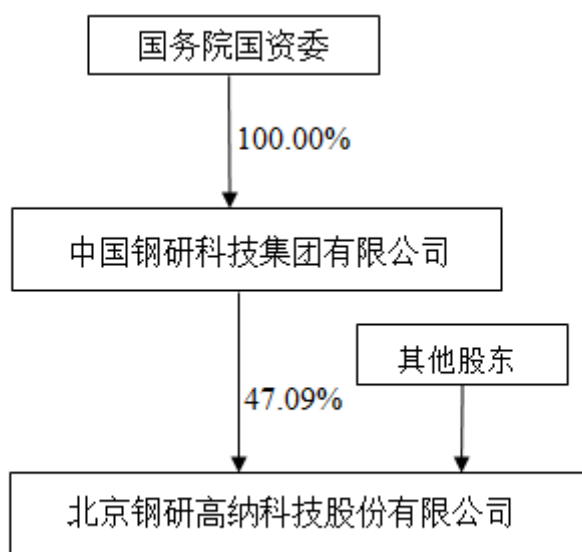 国务院国资委
100.00%
中国钢研科技集团有限公司
其他股东
47.09%
北京钢研高纳科技股份有限公司